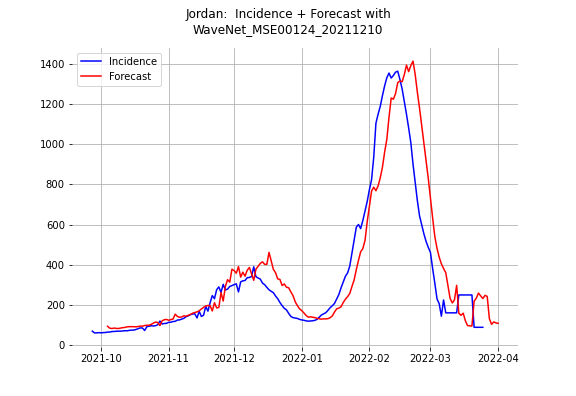 Jordan:  Incidence + Forecast with
WaveNet_MSE00124_20211210
Incidence
Forecast
1400
1200
1000
800
600
400
200
0
2021-10 2021-11 2021-12 2022-01 2022-02 2022-03 2022-04